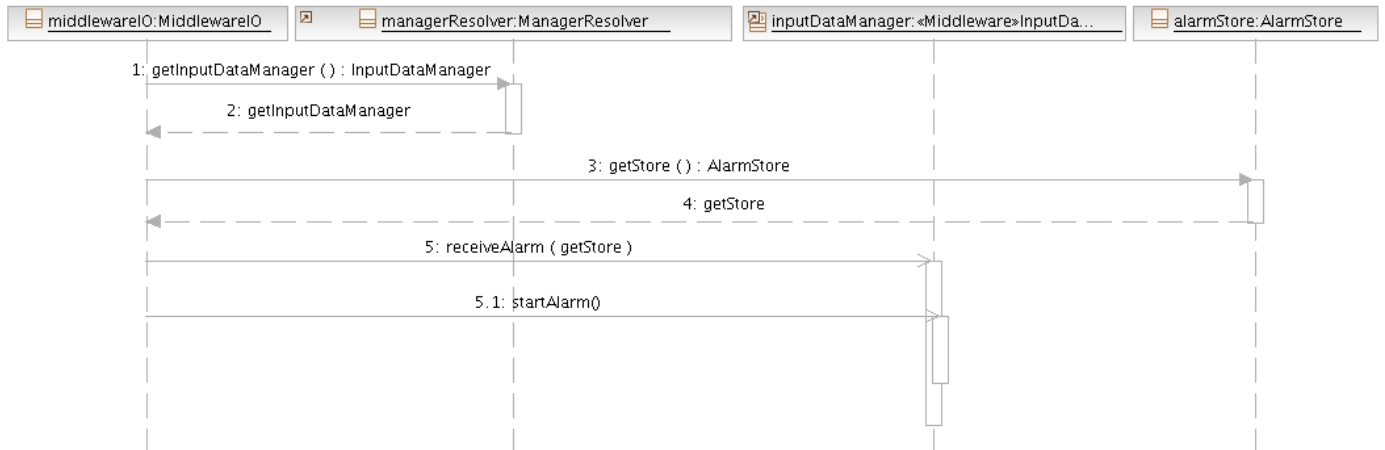 middlewareIO:MiddlewareIO
managerResolver:ManagerResolver
inputDataManager:«Middleware»InputDa...
alarmStore:AlarmStore
1: getInputDataManager ( ) : InputDataManager
2: getInputDataManager
3: getStore ( ) : AlarmStore
4: getStore
5: receiveAlarm ( getStore )
5.1: startAlarm()